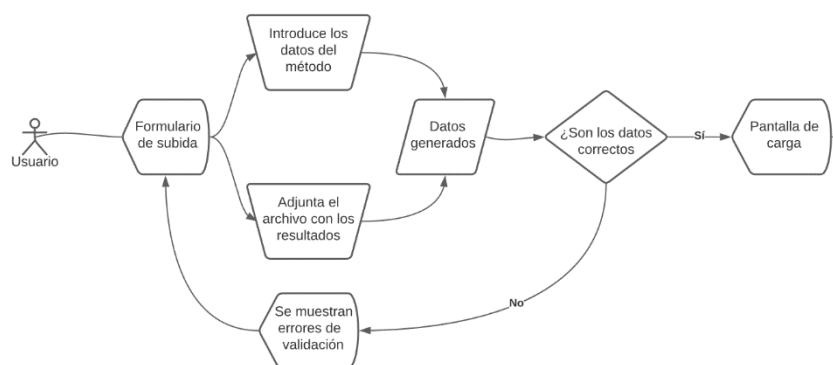 Introduce los
datos del
método
Usuario
Formulario
de subida
Datos
generados
¿Son los datos
correctos
Sí
Pantalla de
carga
Adjunta el
archivo con los
resultados
No
Se muestran
errores de
validación